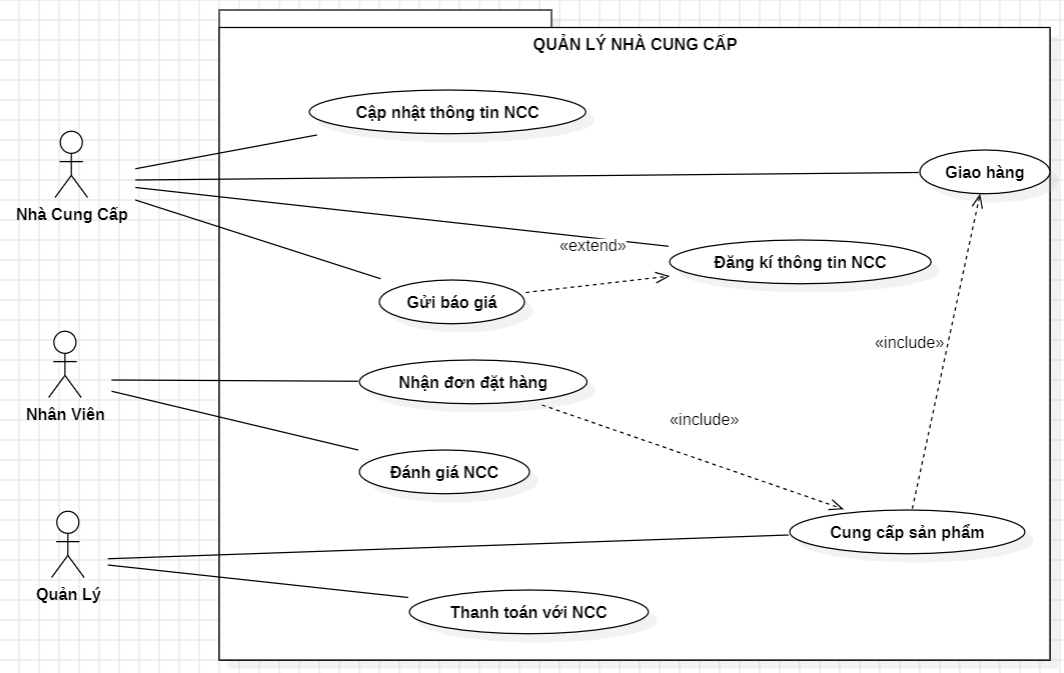 QUẢN LÝ NHÀ CUNG CẤP
Cập nhật thông tin NCC
Giao hàng
Nhà Cung Cấp
«extend»
Đăng kí thông tin NCC
Gửi báo giá
«include»
Nhận đơn đặt hàng
Nhân Viên
«include»
Đánh giá NCC
Cung cấp sản phẩm
Quản Lý
Thanh toán với NCC